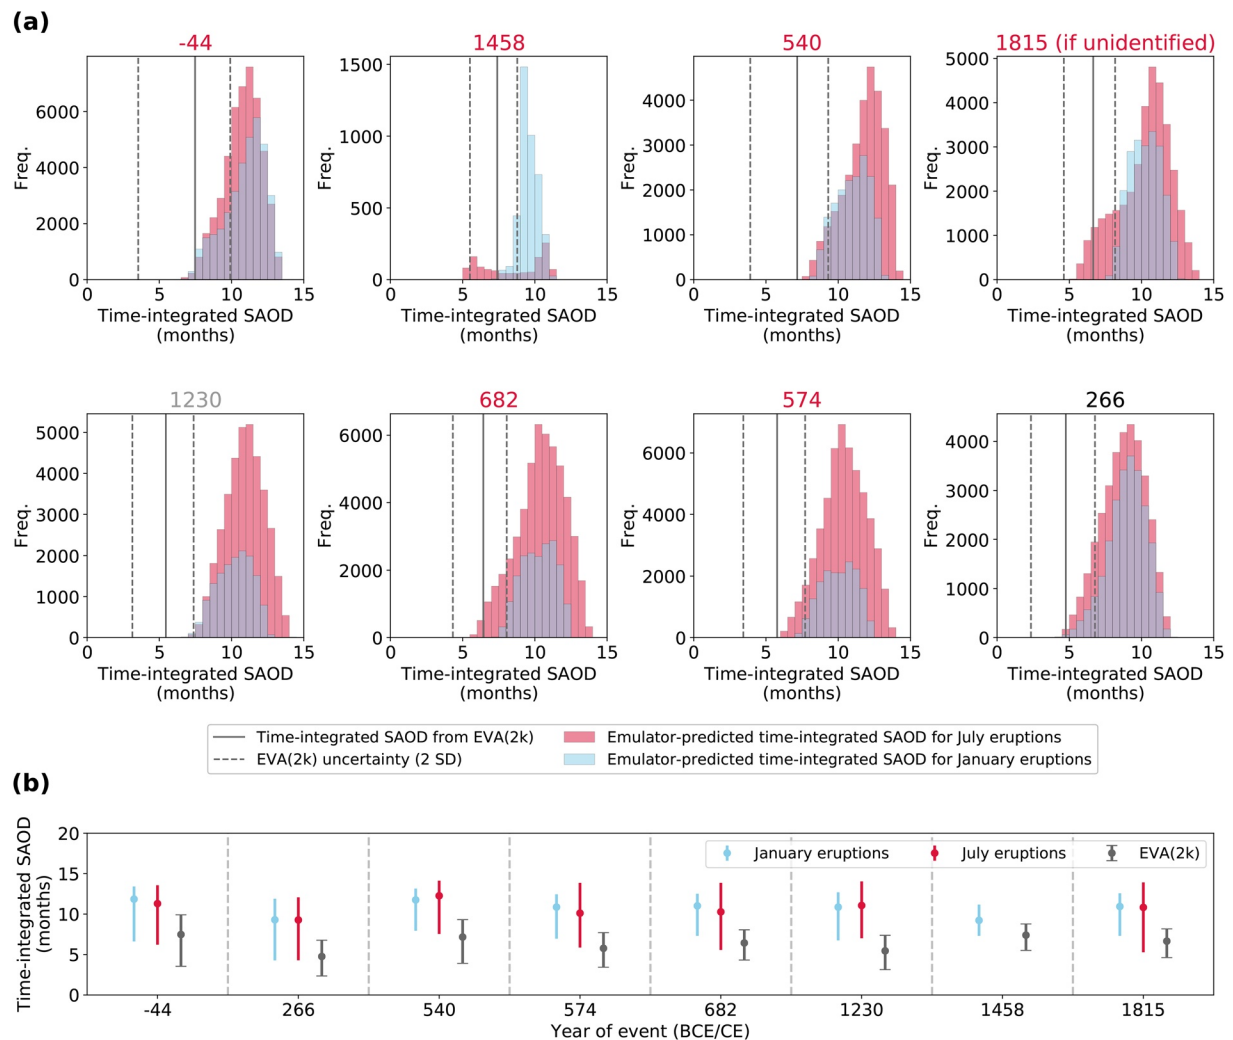 (a)
-44
1458
540
1815 (if unidentified)
Freq.
6000
4000
2000
0
0 5 10 15
Time-integrated SAOD
(months)
Freq.
1500
1000
500
0
0 5 10 15
Time-integrated SAOD
(months)
Freq.
4000
3000
2000
1000
0
0 5 10 15
Time-integrated SAOD
(months)
Freq.
5000
4000
3000
2000
1000
0
0 5 10 15
Time-integrated SAOD
(months)
1230
682
574
266
Freq.
5000
4000
3000
2000
1000
0
0 5 10 15
Time-integrated SAOD
(months)
Freq.
6000
4000
2000
0
0 5 10 15
Time-integrated SAOD
(months)
Freq.
6000
4000
2000
0
0 5 10 15
Time-integrated SAOD
(months)
Freq.
4000
3000
2000
1000
0
0 5 10 15
Time-integrated SAOD
(months)
Time-integrated SAOD from EVA(2k)
EVA(2k) uncertainty (2 SD)
Emulator-predicted time-integrated SAOD for July eruptions
Emulator-predicted time-integrated SAOD for January eruptions
(b)
Time-integrated SAOD
(months)
20
15
10
5
0
January eruptions
July eruptions
EVA(2k)
-44 266 540 574 682 1230 1458 1815
Year of event (BCE/CE)